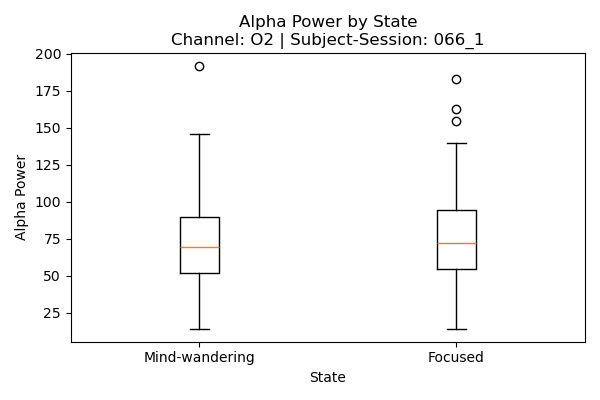 Alpha Power by State
Channel: O2 | Subject-Session: 066_1
200
175
150
125
100
75
50
25
Alpha Power
Mind-wandering
Focused
State